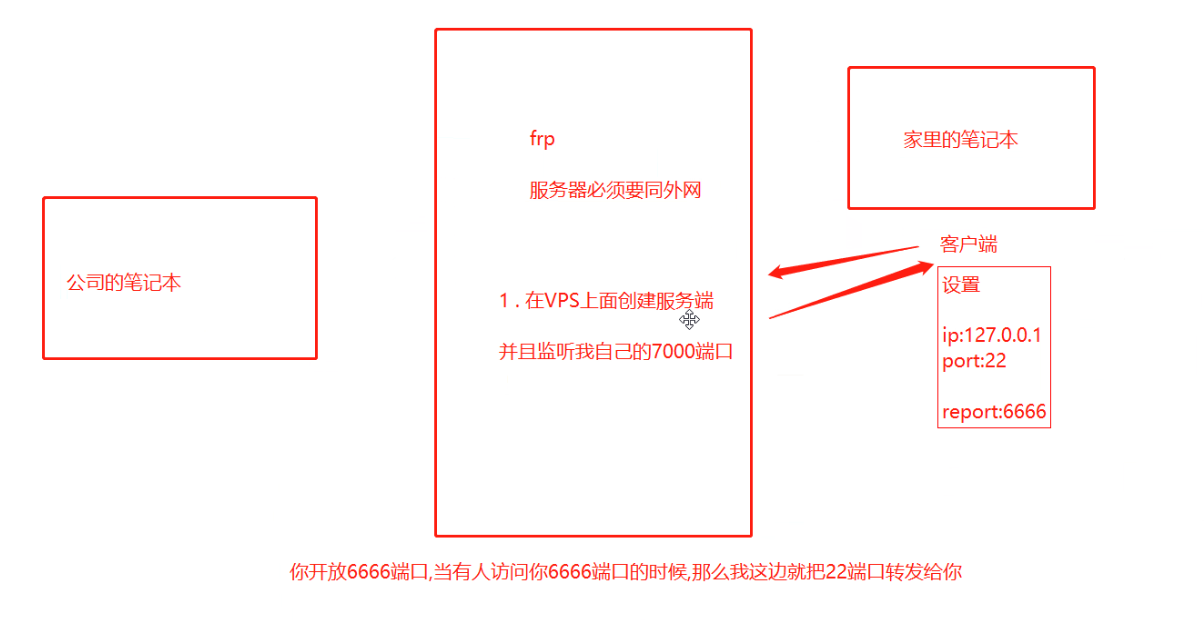 frp
服务器必须要同外网
家里的笔记本
公司的笔记本
1 . 在VPS上面创建服务端
并且监听我自己的7000端口
客户端
设置
ip:127.0.0.1
port:22
report:6666
你开放6666端口,当有人访问你6666端口的时候,那么我这边就把22端口转发给你